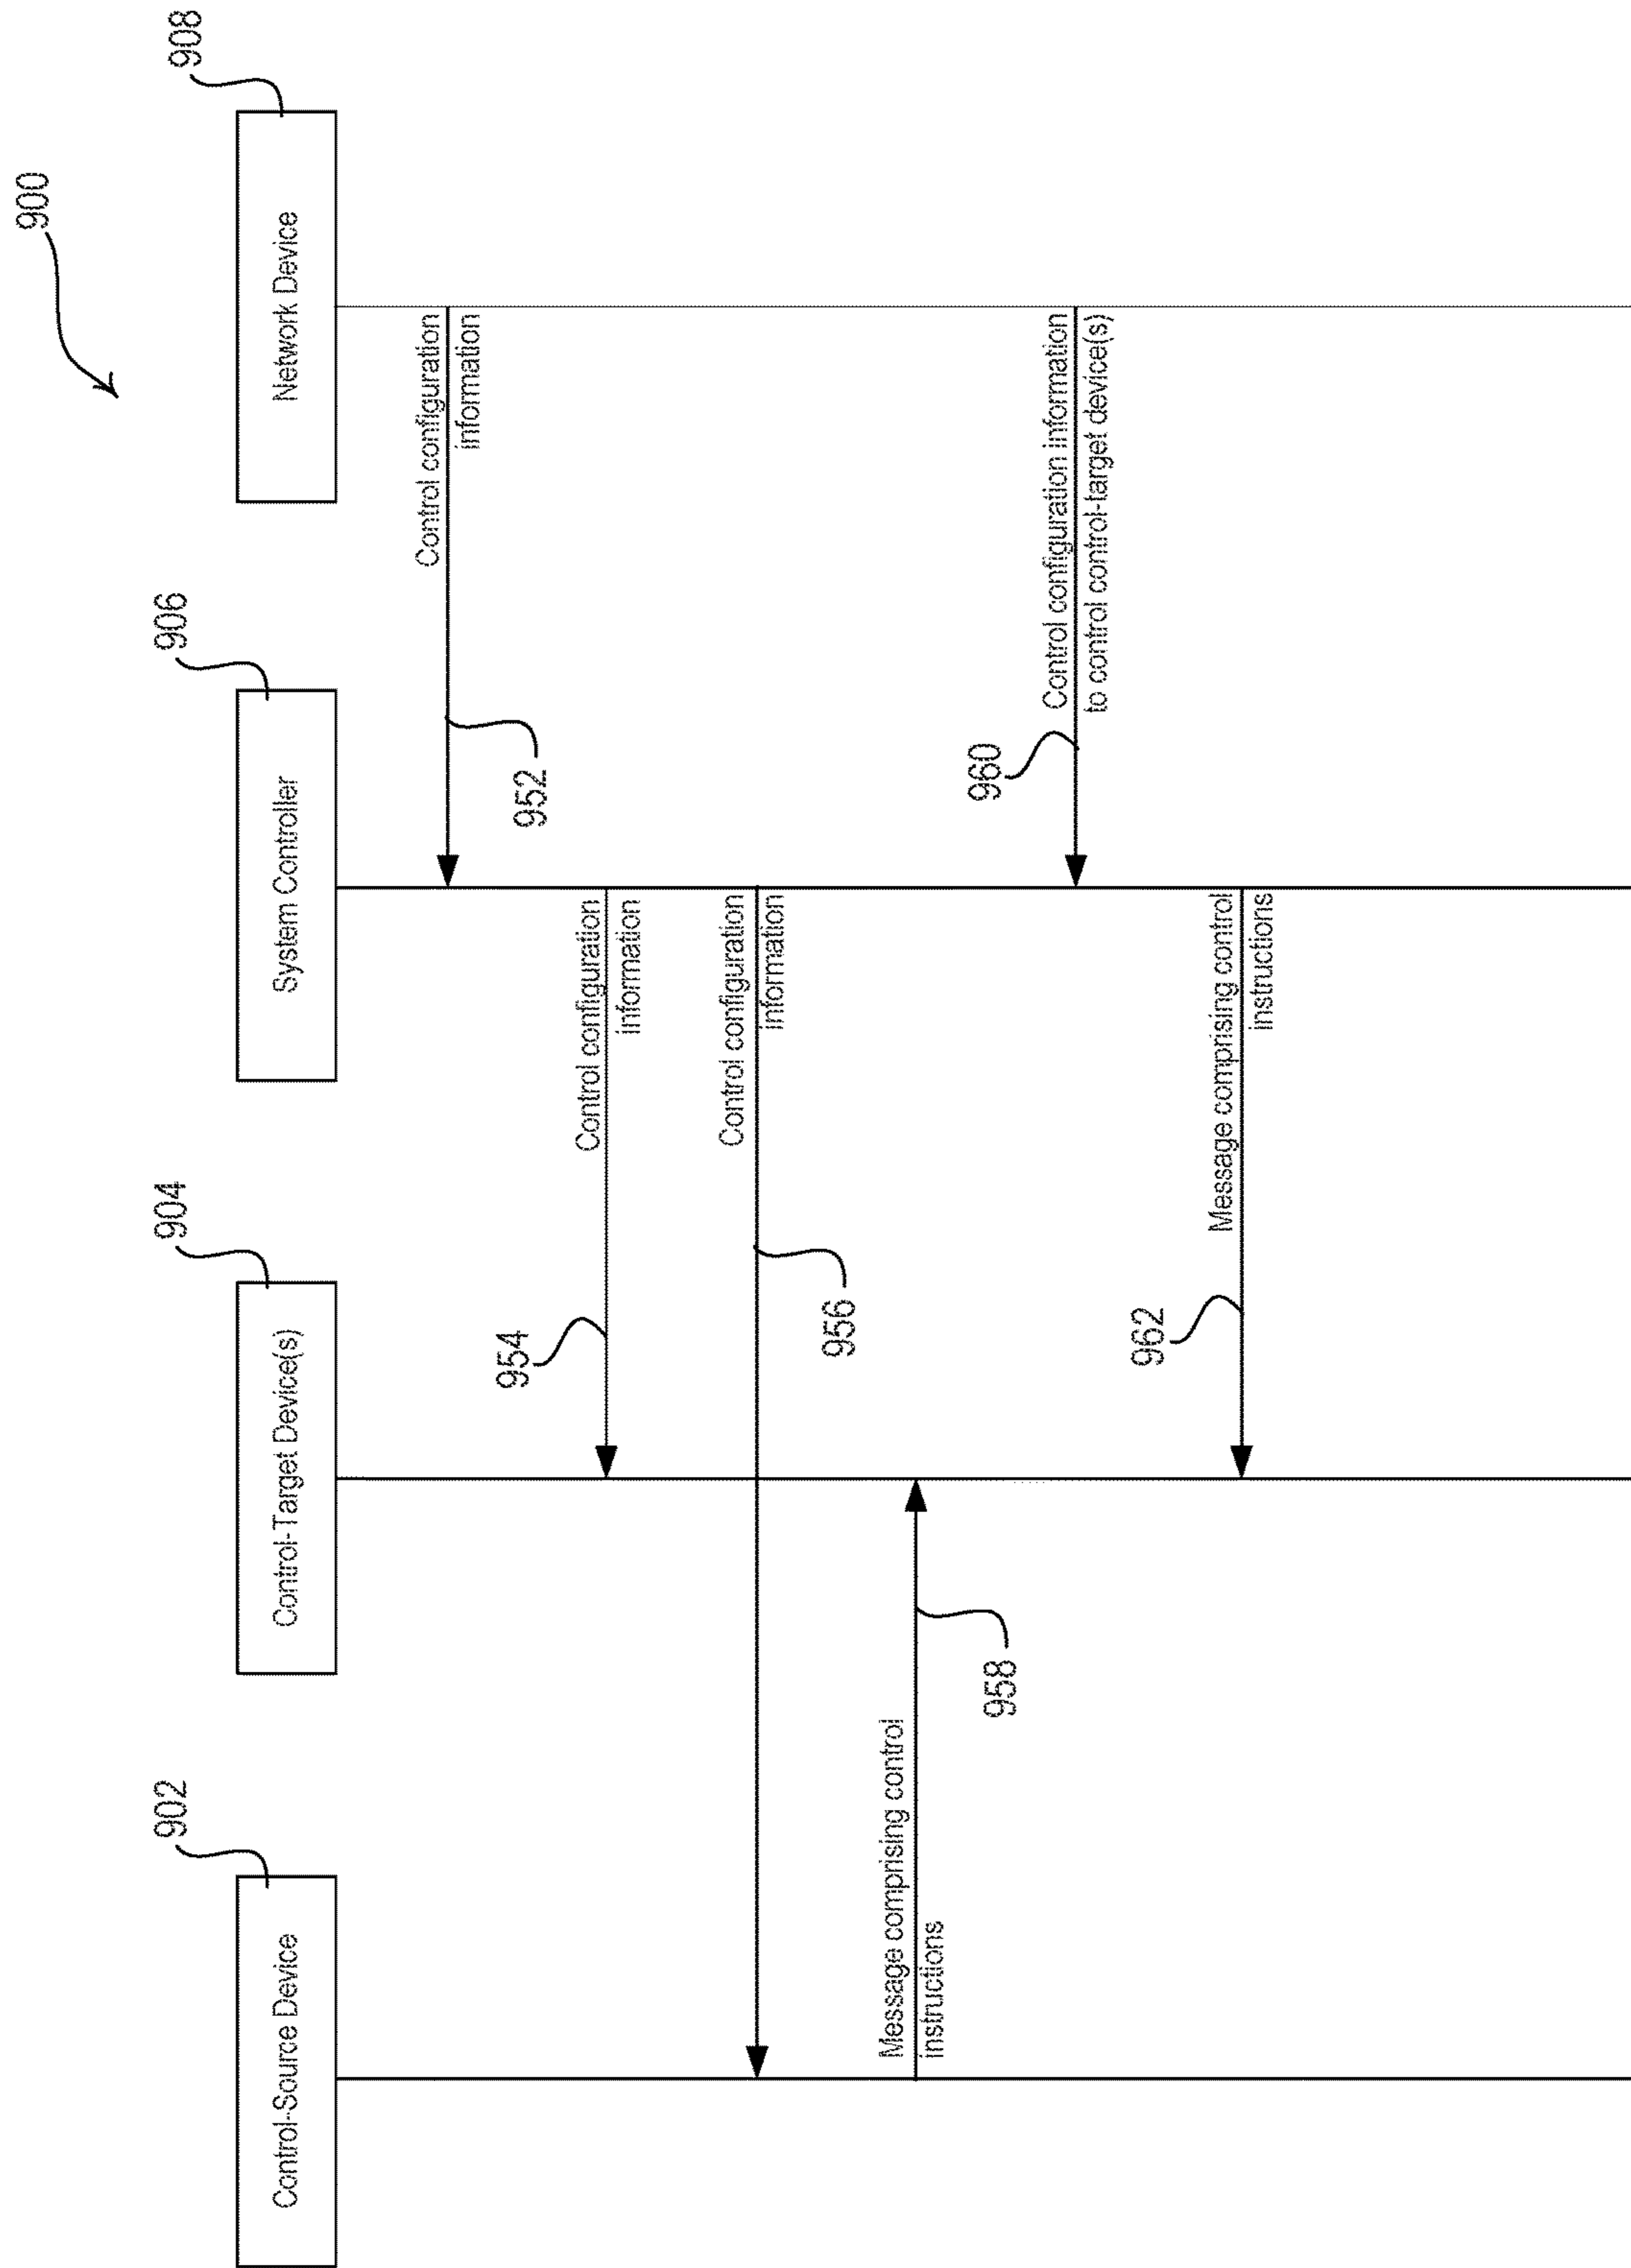 900
902
904
906
908
Control-Source Device
Control-Target Device(s)
System Controller
Network Device
Control configuration
information
952
Control configuration
information
954
Control configuration
information
956
Message comprising control
instructions
958
Control configuration information
to control control-target device(s)
960
Message comprising control
instructions
962